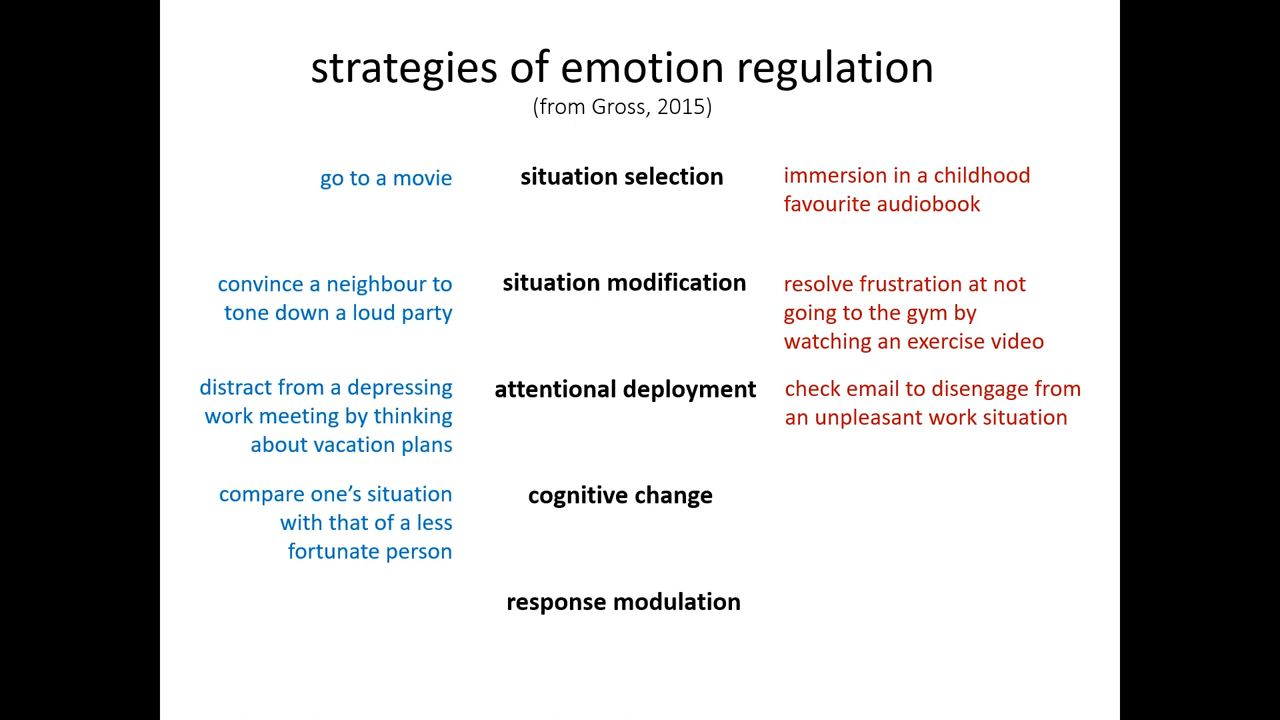 strategies of emotion regulation
(from Gross, 2015)
go to a movie
situation selection
immersion in a childhood
favourite audiobook
convince a neighbour to
tone down a loud party
situation modification
resolve frustration at not
going to the gym by
watching an exercise video
distract from a depressing
work meeting by thinking
about vacation plans
attentional deployment
check email to disengage from
an unpleasant work situation
compare one’s situation
with that of a less
fortunate person
cognitive change
response modulation